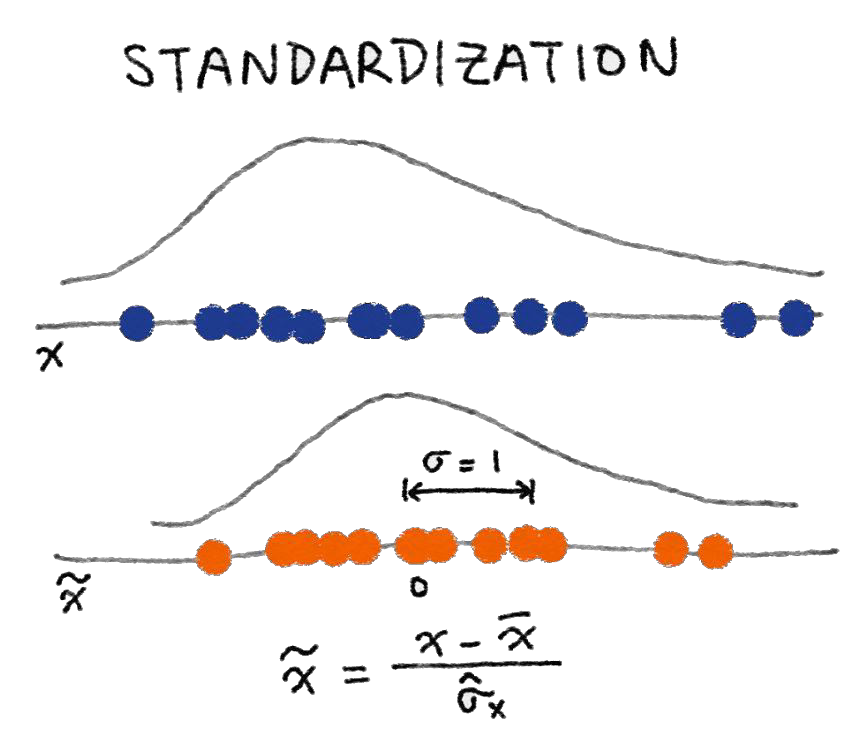 STANDARDIZATION
x
σ = 1
x̃
0
x̃ = (x - x̄) / σ̂ₓ